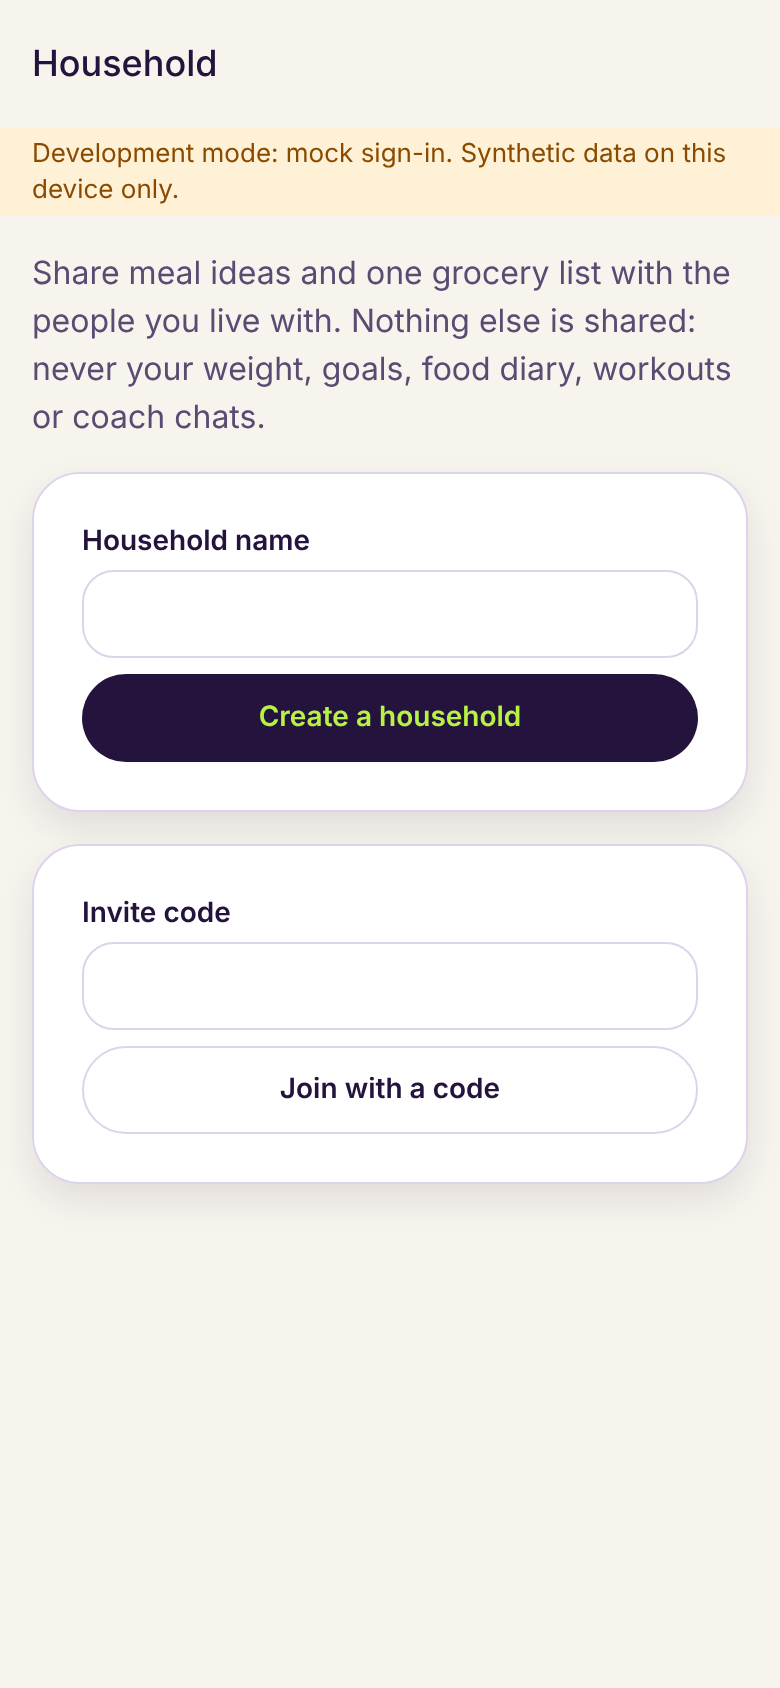 Household
Development mode: mock sign-in. Synthetic data on this
device only.
Share meal ideas and one grocery list with the
people you live with. Nothing else is shared:
never your weight, goals, food diary, workouts
or coach chats.
Household name
Create a household
Invite code
Join with a code